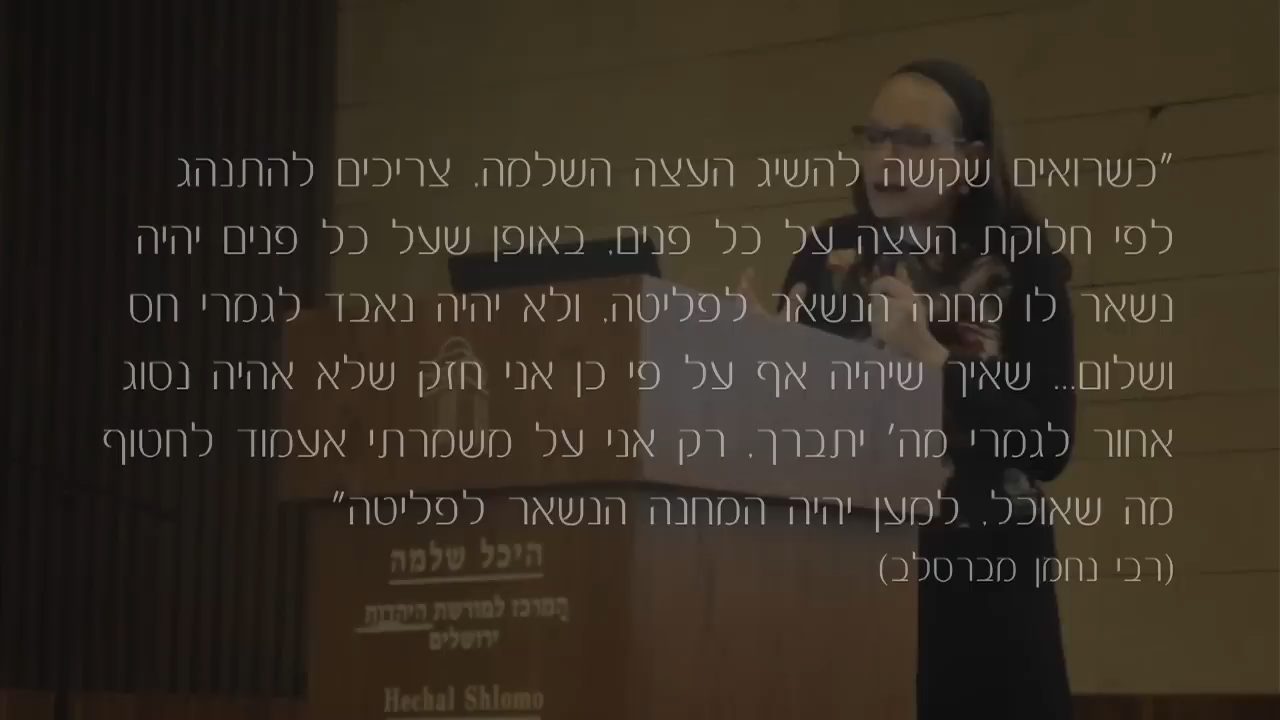 "כשרואים שקשה להשיג העצה השלמה, צריכים להתנהג
לפי חלוקת העצה על כל פנים, באופן שעל כל פנים יהיה
נשאר לו מחנה הנשאר לפליטה, ולא יהיה נאבד לגמרי חס
ושלום... שאיך שיהיה אף על פי כן אני חזק שלא אהיה נסוג
אחור לגמרי מה' יתברך, רק אני על משמרתי אעמוד לחטוף
מה שאוכל, למען יהיה המחנה הנשאר לפליטה"
(רבי נחמן מברסלב)
היכל שלמה
המרכז למורשת היהדות
ירושלים
Hechal Shlomo